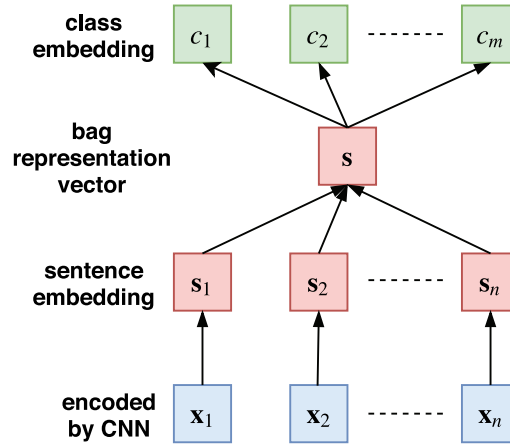 class
embedding
c1 c2 cm
bag
representation
vector
s
sentence
embedding
s1 s2 sn
encoded
by CNN
x1 x2 xn